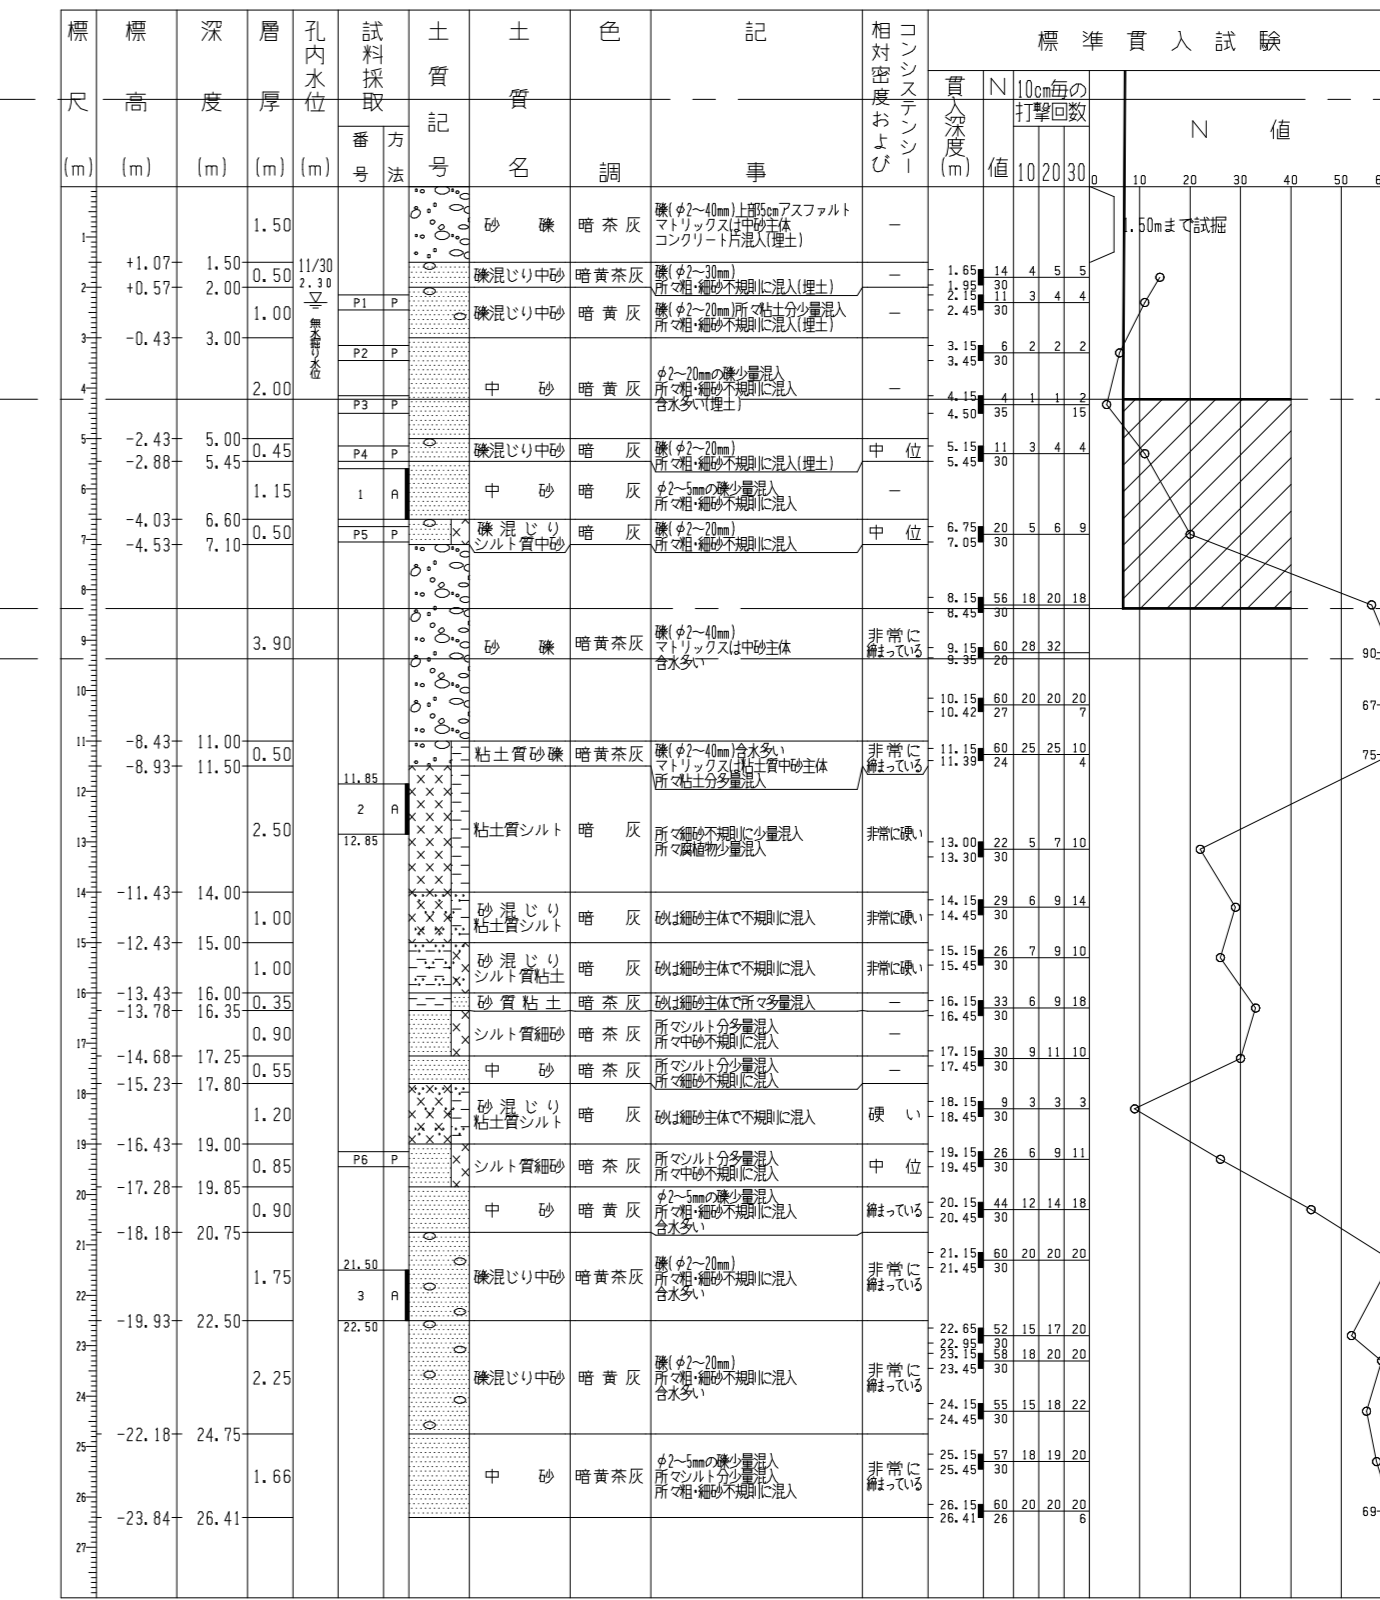 標尺(m) 標高(m) 深度(m) 層厚(m) 孔内水位(m) 試料採取 土質記号 土質名 色調 記事 相対密度および コンシステンシー 標準貫入試験
番号 方法 貫入深度(m) N値 10cm毎の打撃回数 N 値
10 20 30 0 10 20 30 40 50 6
1.50 砂 礫 暗茶灰 礫(φ2～40mm)上部5cmアスファルト
マトリックスは中砂主体
コンクリート片混入(埋土)
－ 1.50mまで試掘
1
+1.07 1.50 11/30
2.30
無水掘り水位
0.50 礫混じり中砂 暗黄茶灰 礫(φ2～30mm)
所々粗・細砂不規則に混入(埋土)
－ 1.65 14 4 5 5
1.95 30
2 +0.57 2.00
1.00 P1 P 礫混じり中砂 暗黄灰 礫(φ2～20mm)所々粘土分少量混入
所々粗・細砂不規則に混入(埋土)
－ 2.15 11 3 4 4
2.45 30
3 -0.43 3.00
P2 P 3.15 6 2 2 2
3.45 30
4 2.00 中 砂 暗黄灰 φ2～20mmの礫少量混入
所々粗・細砂不規則に混入
含水多い(埋土)
－ P3 P 4.15 4 1 1 2
4.50 35 15
5 -2.43 5.00
0.45 P4 P 礫混じり中砂 暗 灰 礫(φ2～20mm)
所々粗・細砂不規則に混入(埋土)
中 位 5.15 11 3 4 4
5.45 30
-2.88 5.45
6 1.15 1 A 中 砂 暗 灰 φ2～5mmの礫少量混入
所々粗・細砂不規則に混入
－
-4.03 6.60
0.50 P5 P 礫混じり
シルト質中砂
暗 灰 礫(φ2～20mm)
所々粗・細砂不規則に混入
中 位 6.75 20 5 6 9
7.05 30
7 -4.53 7.10
8 8.15 56 18 20 18
8.45 30
9 3.90 砂 礫 暗黄茶灰 礫(φ2～40mm)
マトリックスは中砂主体
含水多い
非常に
締まっている
9.15 60 28 32
9.35 20 90
10 10.15 60 20 20 20
10.42 27 7 67
11 -8.43 11.00
0.50 粘土質砂礫 暗黄茶灰 礫(φ2～40mm)含水多い
マトリックスは粘土質中砂主体
所々粘土分多量混入
非常に
締まっている
11.15 60 25 25 10
11.39 24 4 75
-8.93 11.50
12 11.85
2 A
12.85
13 2.50 粘土質シルト 暗 灰 所々細砂不規則に少量混入
所々腐植物少量混入
非常に硬い 13.00 22 5 7 10
13.30 30
14 -11.43 14.00
1.00 砂混じり
粘土質シルト
暗 灰 砂は細砂主体で不規則に混入 非常に硬い 14.15 29 6 9 14
14.45 30
15 -12.43 15.00
1.00 砂混じり
シルト質粘土
暗 灰 砂は細砂主体で不規則に混入 非常に硬い 15.15 26 7 9 10
15.45 30
16 -13.43 16.00
0.35 砂質粘土 暗茶灰 砂は細砂主体で所々多量混入 － 16.15 33 6 9 18
16.45 30
-13.78 16.35
17 0.90 シルト質細砂 暗茶灰 所々シルト分多量混入
所々中砂不規則に混入
－
-14.68 17.25
0.55 中 砂 暗茶灰 所々シルト分少量混入
所々細砂不規則に混入
－ 17.15 30 9 11 10
17.45 30
-15.23 17.80
18 1.20 砂混じり
粘土質シルト
暗 灰 砂は細砂主体で不規則に混入 硬 い 18.15 9 3 3 3
18.45 30
19 -16.43 19.00
0.85 P6 P シルト質細砂 暗茶灰 所々シルト分多量混入
所々中砂不規則に混入
中 位 19.15 26 6 9 11
19.45 30
-17.28 19.85
20 0.90 中 砂 暗黄灰 φ2～5mmの礫少量混入
所々粗・細砂不規則に混入
含水多い
締まっている 20.15 44 12 14 18
20.45 30
-18.18 20.75
21 21.50
3 A
22.50
1.75 礫混じり中砂 暗黄茶灰 礫(φ2～20mm)
所々粗・細砂不規則に混入
含水多い
非常に
締まっている
21.15 60 20 20 20
21.45 30
22 -19.93 22.50
22.65 52 15 17 20
22.95 30
23 23.15 58 18 20 20
23.45 30
2.25 礫混じり中砂 暗黄灰 礫(φ2～20mm)
所々粗・細砂不規則に混入
含水多い
非常に
締まっている
24 24.15 55 15 18 22
24.45 30
-22.18 24.75
25 25.15 57 18 19 20
25.45 30
1.66 中 砂 暗黄茶灰 φ2～5mmの礫少量混入
所々シルト分少量混入
所々粗・細砂不規則に混入
非常に
締まっている
26 26.15 60 20 20 20
26.41 26 6 69
-23.84 26.41
27